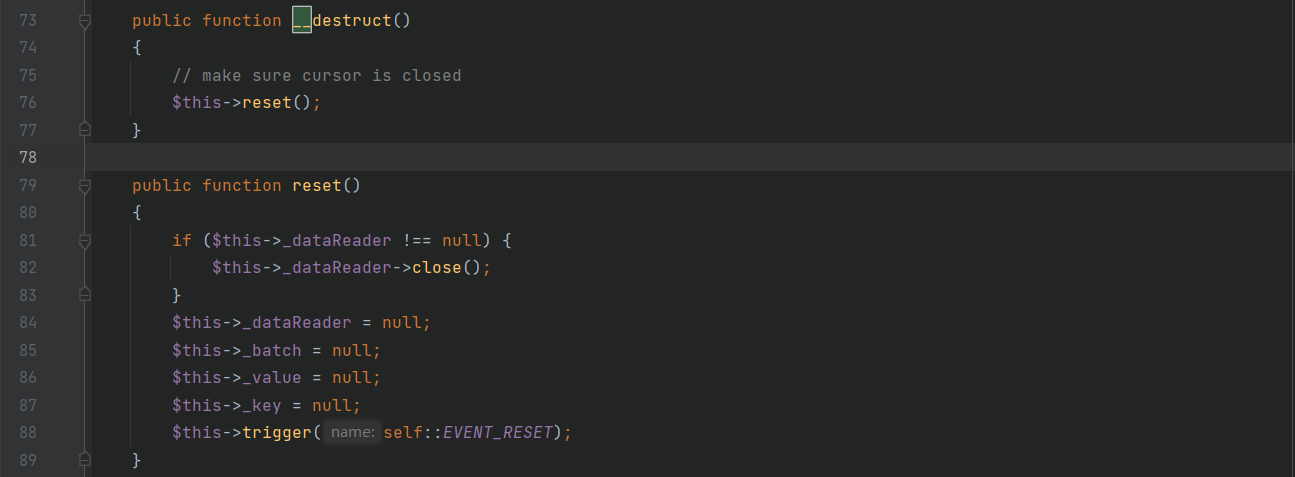 73 public function __destruct()
74 {
75 // make sure cursor is closed
76 $this->reset();
77 }
78
79 public function reset()
80 {
81 if ($this->_dataReader !== null) {
82 $this->_dataReader->close();
83 }
84 $this->_dataReader = null;
85 $this->_batch = null;
86 $this->_value = null;
87 $this->_key = null;
88 $this->trigger( name: self::EVENT_RESET);
89 }